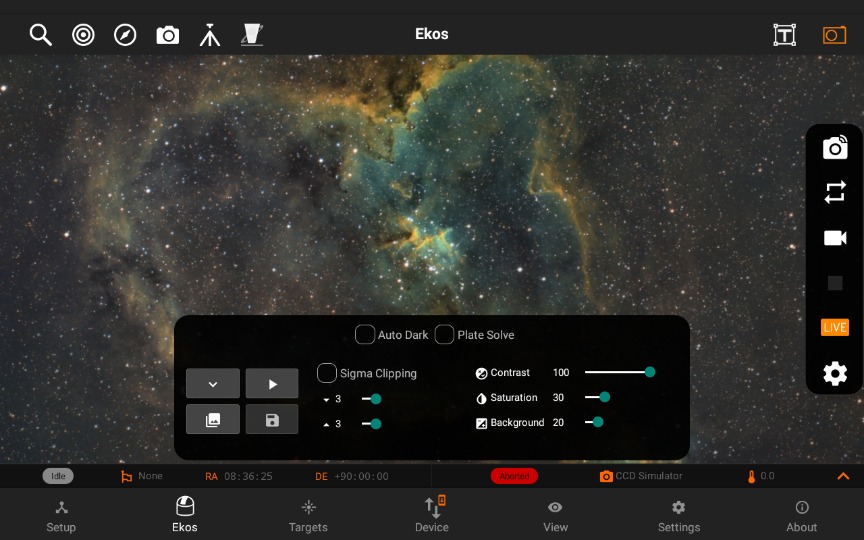 Ekos
T
LIVE
Auto Dark Plate Solve
Sigma Clipping
3
3
Contrast 100
Saturation 30
Background 20
Idle None RA 08:36:25 DE +90:00:00 Aborted CCD Simulator 0.0
Setup Ekos Targets Device View Settings About